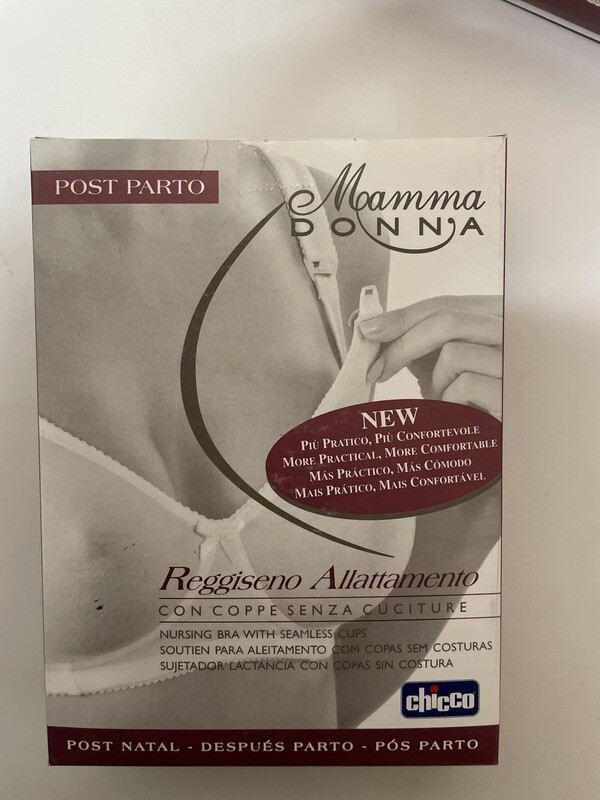 POST PARTO
Mamma
DONNA
NEW
PIÙ PRATICO, PIÙ CONFORTEVOLE
MORE PRACTICAL, MORE COMFORTABLE
MÁS PRÁCTICO, MÁS CÓMODO
MAIS PRÁTICO, MAIS CONFORTÁVEL
Reggiseno Allattamento
CON COPPE SENZA CUCITURE
NURSING BRA WITH SEAMLESS CUPS
SOUTIEN PARA ALEITAMENTO COM COPAS SEM COSTURAS
SUJETADOR LACTANCIA CON COPAS SIN COSTURA
chicco
POST NATAL - DESPUÉS PARTO - PÓS PARTO